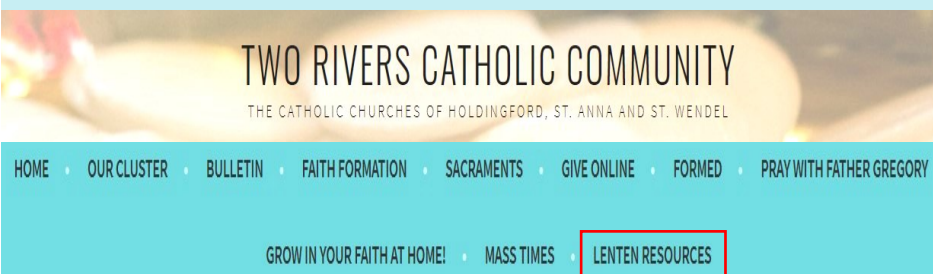 TWO RIVERS CATHOLIC COMMUNITY
THE CATHOLIC CHURCHES OF HOLDINGFORD, ST. ANNA AND ST. WENDEL
HOME • OUR CLUSTER • BULLETIN • FAITH FORMATION • SACRAMENTS • GIVE ONLINE • FORMED • PRAY WITH FATHER GREGORY
GROW IN YOUR FAITH AT HOME! • MASS TIMES • LENTEN RESOURCES